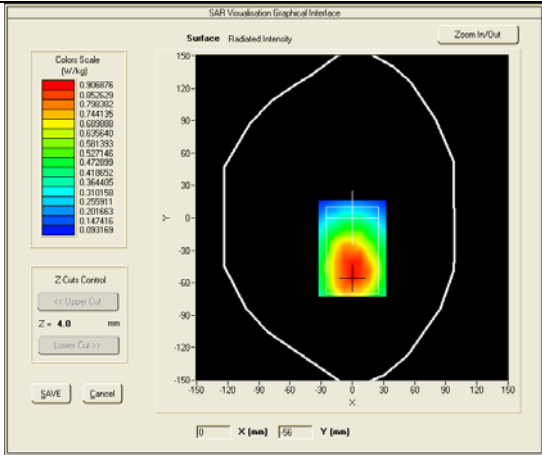 SAR Visualisation Graphical Interface
Surface Radiated Intensity
Zoom In/Out
Colors Scale
(W/kg)
0.906876
0.852629
0.798382
0.744135
0.689888
0.635640
0.581393
0.527146
0.472899
0.418652
0.364405
0.310158
0.255911
0.201663
0.147416
0.093169
Z-Cuts Control
<< Upper Cut
Z = 4.0 mm
Lower Cut >>
SAVE Cancel
150
120
90
60
30
0
-30
-60
-90
-120
-150
Y
-150 -120 -90 -60 -30 0 30 60 90 120 150
X
0 X (mm) -56 Y (mm)